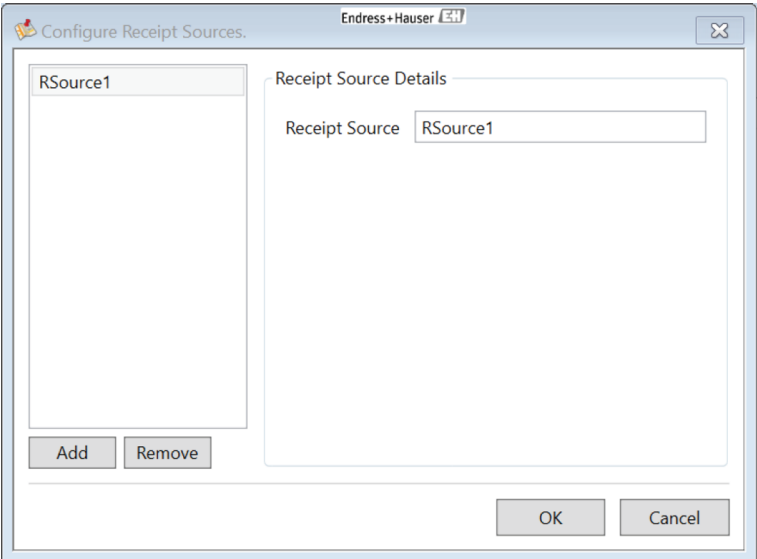 Endress+Hauser EH
Configure Receipt Sources.
RSource1
Receipt Source Details
Receipt Source RSource1
Add Remove
OK Cancel